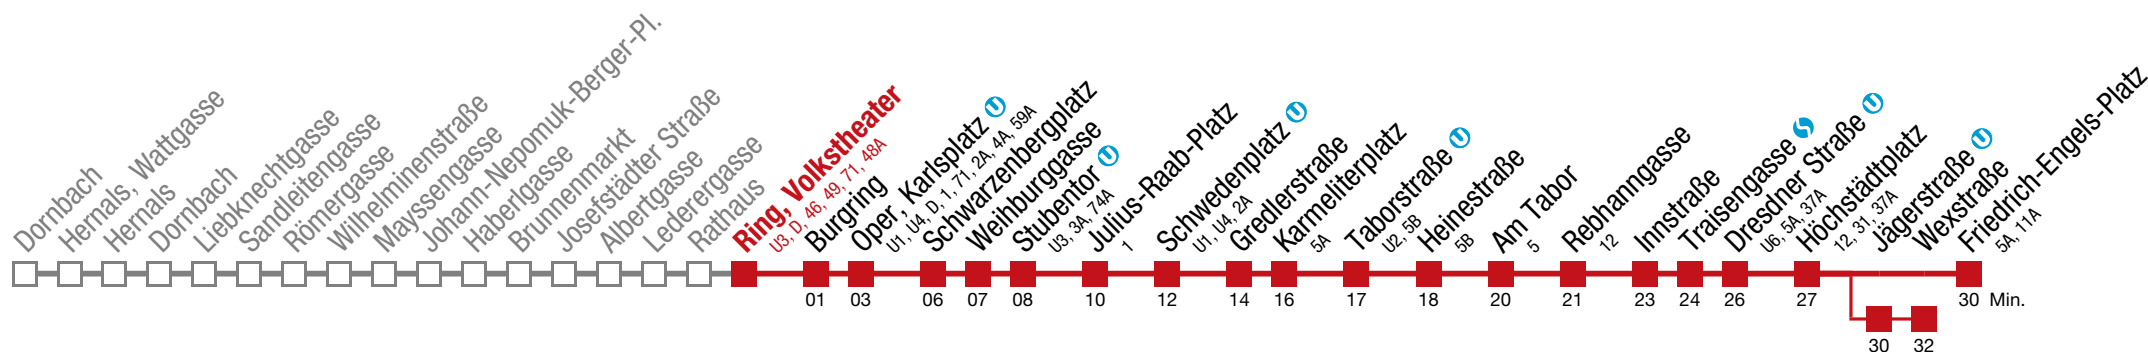 Dornbach
Hernals, Wattgasse
Hernals
Dornbach
Liebknechtgasse
Sandleitengasse
Römergasse
Wilhelminenstraße
Mayssengasse
Johann-Nepomuk-Berger-Pl.
Haberlgasse
Brunnenmarkt
Josefstädter Straße
Albertgasse
Lederergasse
Rathaus
Ring, Volkstheater
U3, D, 46, 49, 71, 48A
Burgring
Oper, Karlsplatz
U1, U4, D, 1, 71, 2A, 4A, 59A
Schwarzenbergplatz
Weihburggasse
Stubentor
U3, 3A, 74A
Julius-Raab-Platz
1
Schwedenplatz
U1, U4, 2A
Gredlerstraße
Karmeliterplatz
5A
Taborstraße
U2, 5B
Heinestraße
5B
Am Tabor
5
Rebhanngasse
12
Innstraße
Traisengasse
Dresdner Straße
U6, 5A, 37A
Höchstädtplatz
12, 31, 37A
Jägerstraße
Wexstraße
Friedrich-Engels-Platz
5A, 11A
01 03 06 07 08 10 12 14 16 17 18 20 21 23 24 26 27 30 Min.
30 32